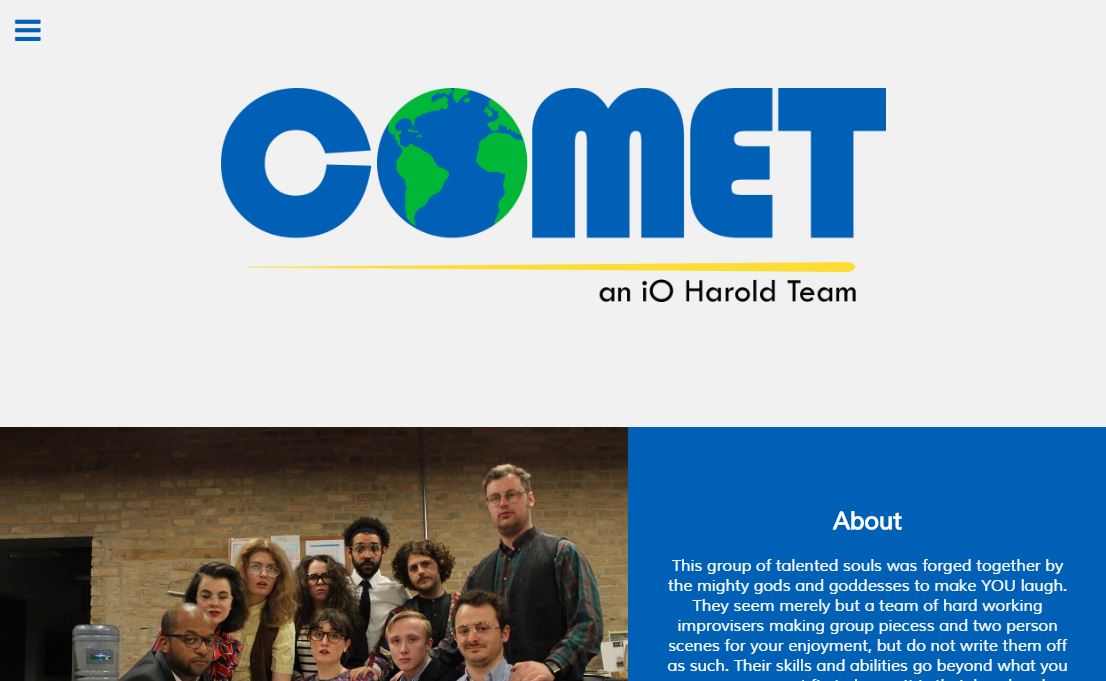 COMET
an iO Harold Team
About
This group of talented souls was forged together by
the mighty gods and goddesses to make YOU laugh.
They seem merely but a team of hard working
improvisers making group piecess and two person
scenes for your enjoyment, but do not write them off
as such. Their skills and abilities go beyond what you